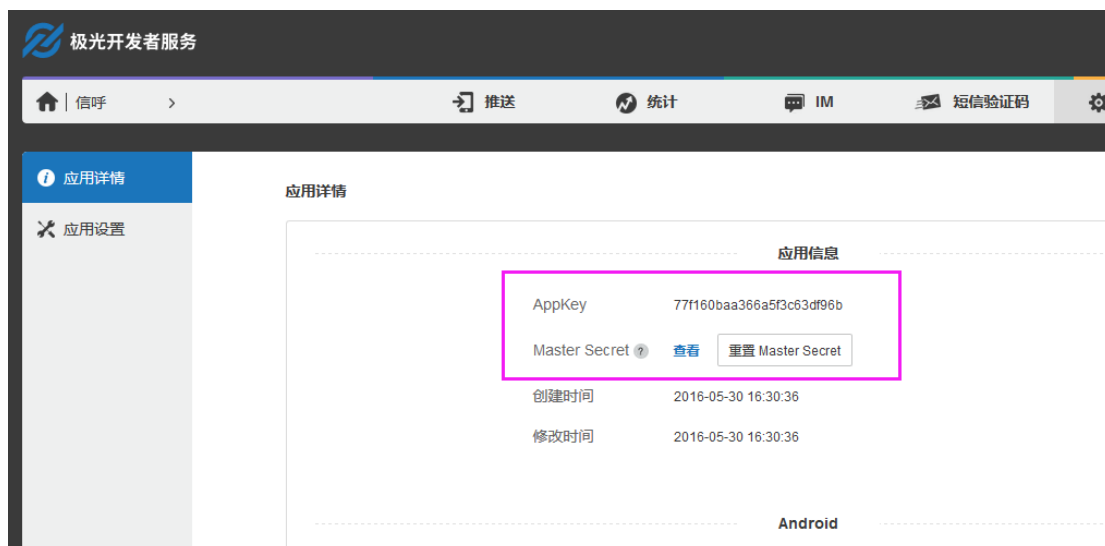 极光开发者服务
信呼 >
推送
统计
IM
短信验证码
应用详情
应用设置
应用详情
应用信息
AppKey 77f160baa366a5f3c63df96b
Master Secret ? 查看 重置 Master Secret
创建时间 2016-05-30 16:30:36
修改时间 2016-05-30 16:30:36
Android